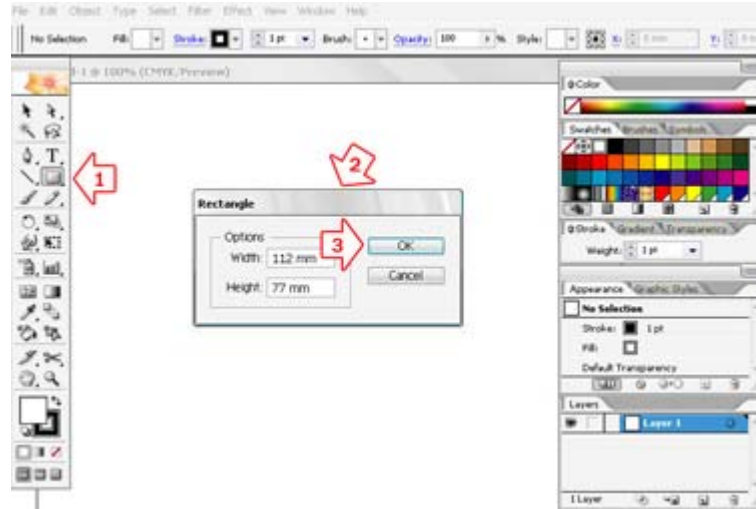 File Edit Object Type Select Filter Effect View Window Help
No Selection Fill: Stroke: 1 pt Brush: Opacity: 100 % Style: X: 0 mm Y:
-1 @ 100% (CMYK/Preview)
Color
Swatches Brushes Symbols
1
2
Rectangle
Options
3
OK
Width: 112 mm
Cancel
Height: 77 mm
Stroke Gradient Transparency
Weight: 1 pt
Appearance Graphic Styles
No Selection
Stroke: 1 pt
Fill:
Default Transparency
Layers
Layer 1
1 Layer